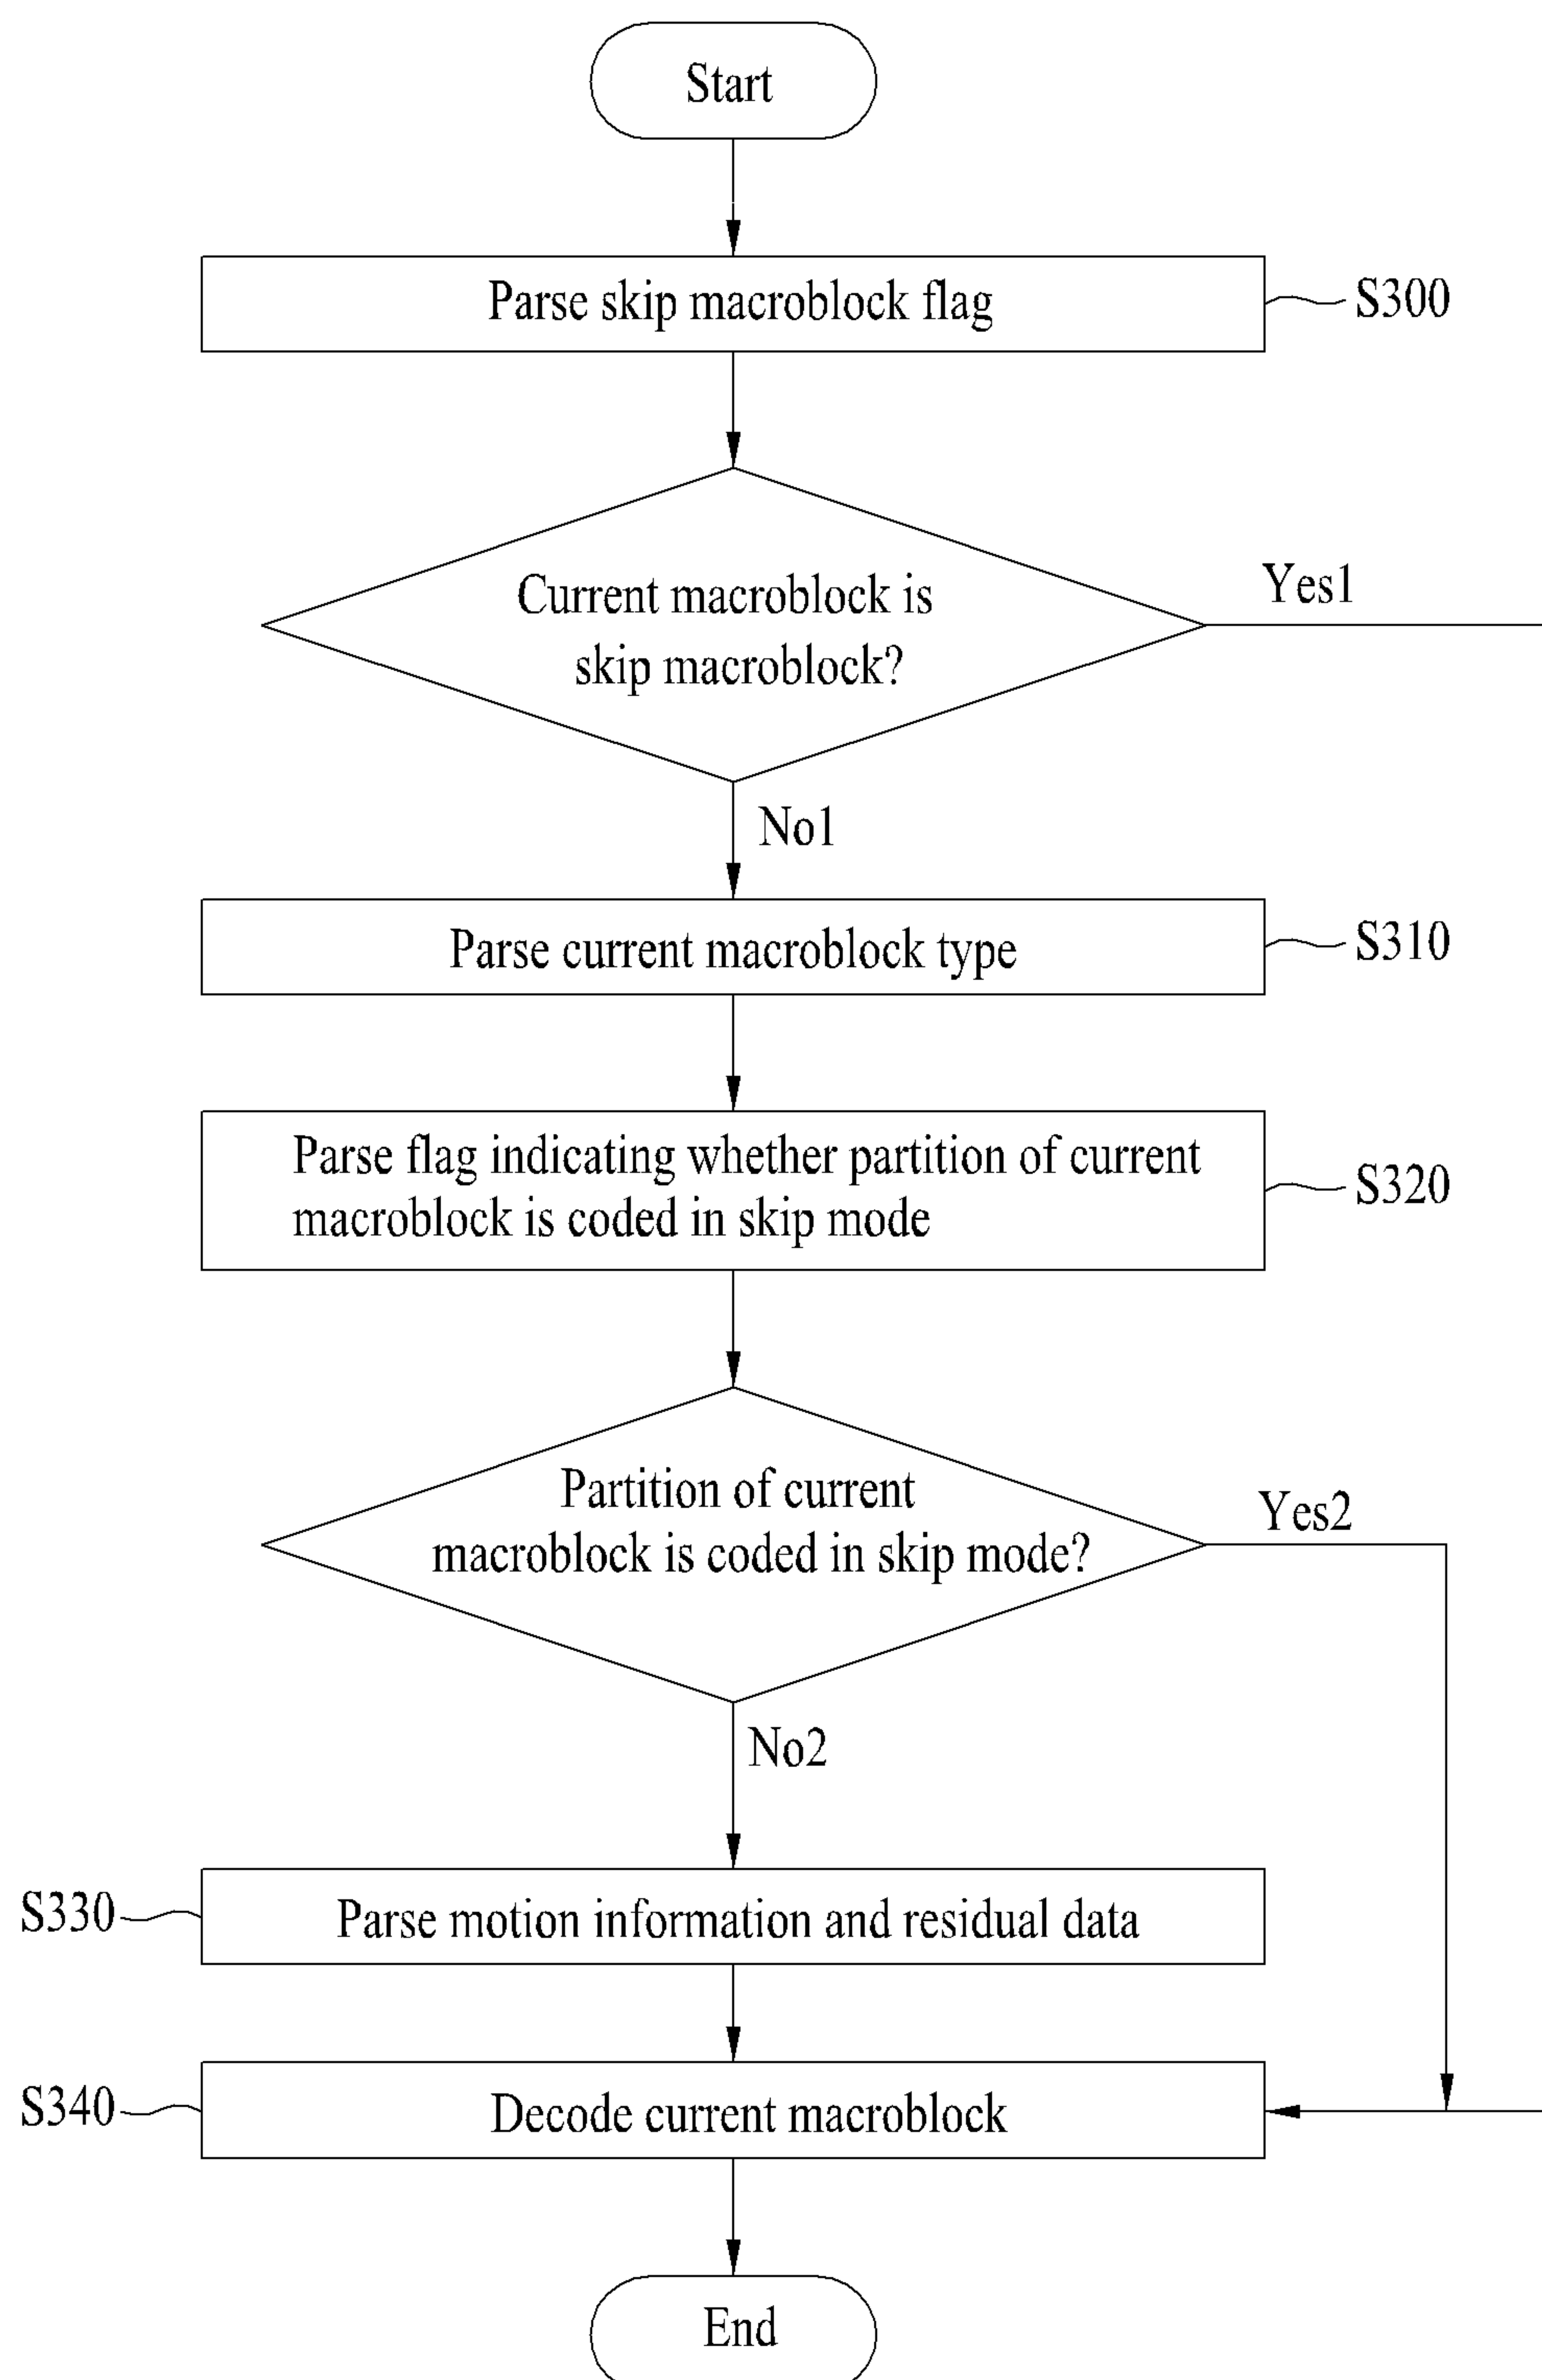 Start
Parse skip macroblock flag
S300
Current macroblock is
skip macroblock?
Yes1
No1
Parse current macroblock type
S310
Parse flag indicating whether partition of current
macroblock is coded in skip mode
S320
Partition of current
macroblock is coded in skip mode?
Yes2
No2
S330
Parse motion information and residual data
S340
Decode current macroblock
End